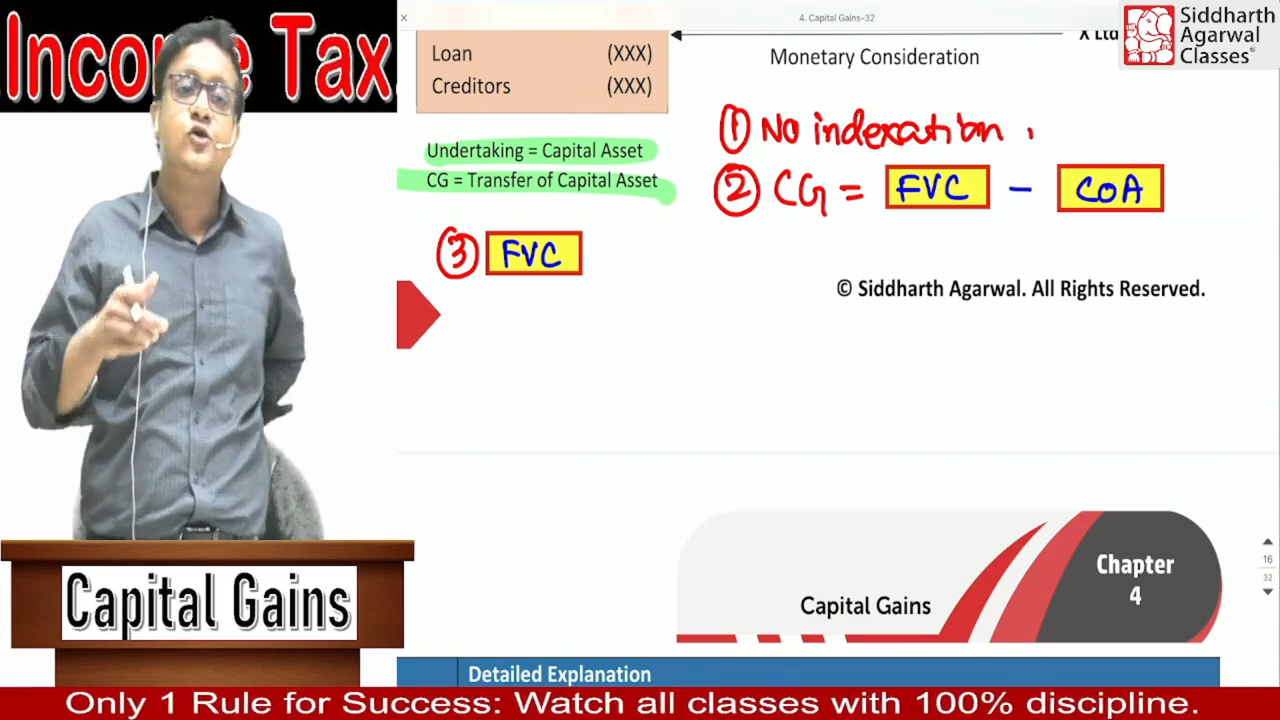 Income Tax
4. Capital Gains-32
Siddharth
Agarwal
Classes
Loan (XXX)
Creditors (XXX)
X Ltd
Monetary Consideration
Undertaking = Capital Asset
CG = Transfer of Capital Asset
① No indexation
② CG = FVC - COA
③ FVC
© Siddharth Agarwal. All Rights Reserved.
Capital Gains
Chapter
4
Capital Gains
16
32
Detailed Explanation
Only 1 Rule for Success: Watch all classes with 100% discipline.